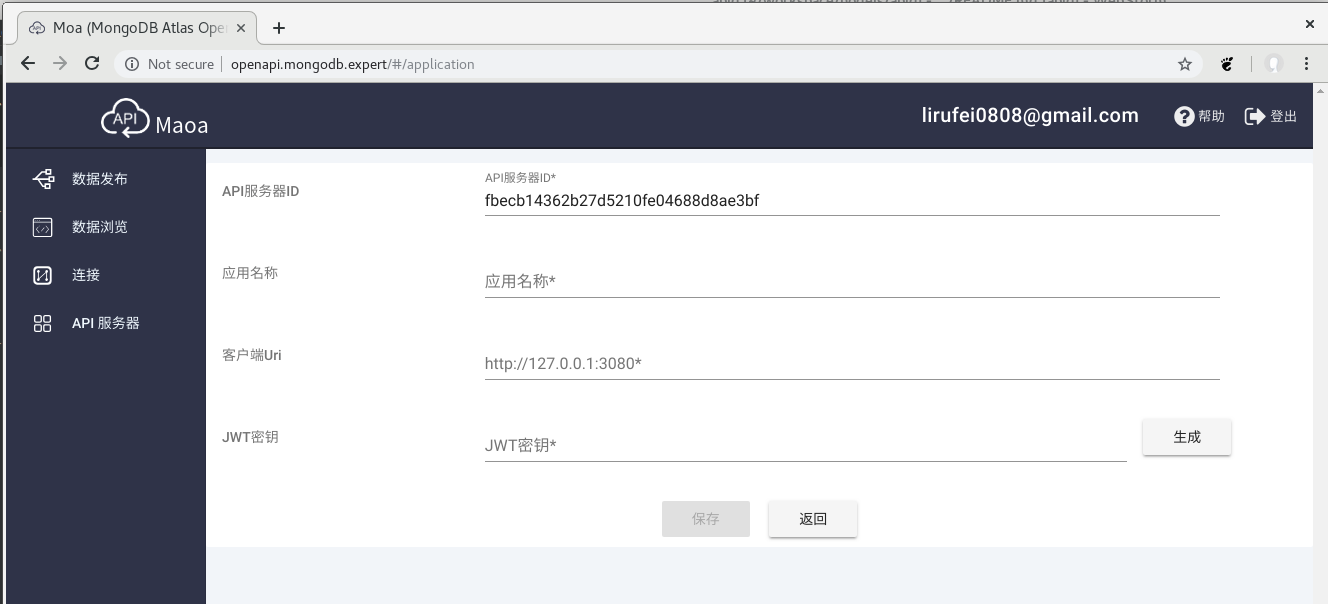 Moa (MongoDB Atlas Ope
Not secure openapi.mongodb.expert/#/application
API Maoa
lirufei0808@gmail.com 帮助 登出
数据发布
数据浏览
连接
API 服务器
API服务器ID
API服务器ID*
fbecb14362b27d5210fe04688d8ae3bf
应用名称
应用名称*
客户端Uri
http://127.0.0.1:3080*
JWT密钥
JWT密钥*
生成
保存 返回